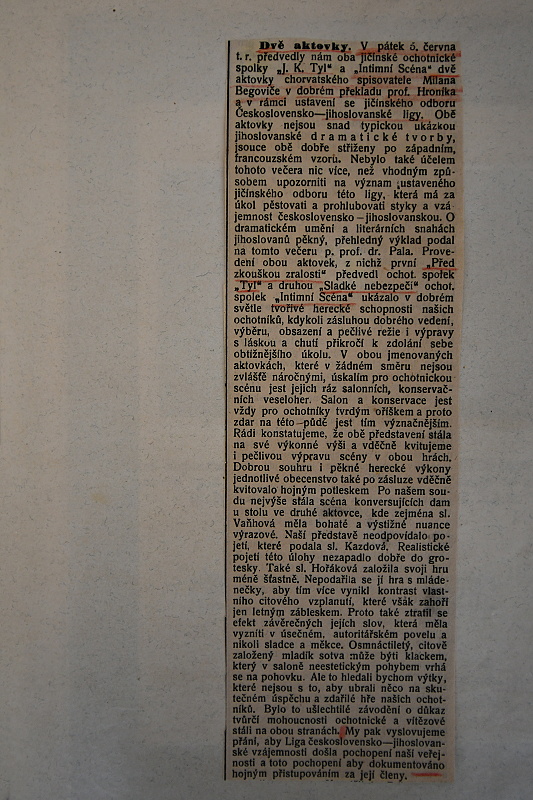 Dvě aktovky. V pátek 5. června
t. r. předvedly nám oba jičínské ochotnické
spolky „J. K. Tyl“ a „Intimní Scéna“ dvě
aktovky chorvatského spisovatele Milana
Begoviče v dobrém překladu prof. Hroníka
a v rámci ustavení se jičínského odboru
Československo—jihoslovanské ligy. Obě
aktovky nejsou snad typickou ukázkou
jihoslovanské dramatické tvorby,
jsouce obě dobře střiženy po západním,
francouzském vzoru. Nebylo také účelem
tohoto večera nic více, než vhodným způ-
sobem upozorniti na význam ustaveného
jičínského odboru této ligy, která má za
úkol pěstovati a prohlubovati styky a vzá
jemnost československo - jihoslovanskou. O
dramatickém umění a literárních snahách
jihoslovanů pěkný, přehledný výklad podal
na tomto večeru p. prof. dr. Pala. Prove-
dení obou aktovek, z nichž první „Před
zkouškou zralosti“ předvedl ochot. spolek
„Tyl“ a druhou „Sladké nebezpečí“ ochot.
spolek „Intimní Scéna“ ukázalo v dobrém
světle tvořivé herecké schopnosti našich
ochotníků, kdykoli zásluhou dobrého vedení,
výběru, obsazení a pečlivé režie i výpravy
s láskou a chutí přikročí k zdolání sebe
obtížnějšího úkolu. V obou jmenovaných
aktovkách, které v žádném směru nejsou
zvláště náročnými, úskalím pro ochotnickou
scénu jest jejich ráz salonních, konservač-
ních veseloher. Salon a konservace jest
vždy pro ochotníky tvrdým oříškem a proto
zdar na této půdě jest tím význačnějším.
Rádi konstatujeme, že obě představení stála
na své výkonné výši a vděčně kvitujeme
i pečlivou výpravu scény v obou hrách.
Dobrou souhru i pěkné herecké výkony
jednotlivé obecenstvo také po zásluze vděčně
kvitovalo hojným potleskem Po našem sou-
du nejvýše stála scéna konversujících dam
u stolu ve druhé aktovce, kde zejména sl.
Vaňhová měla bohaté a výstižné nuance
výrazové. Naší představě neodpovídalo po-
jetí, které podala sl. Kazdová. Realistické
pojetí této úlohy nezapadlo dobře do gro-
tesky. Také sl. Hořáková založila svoji hru
méně šťastně. Nepodařila se jí hra s mláde-
nečky, aby tím více vynikl kontrast vlast-
ního citového vzplanutí, které však zahoří
jen letným zábleskem. Proto také ztratil se
efekt závěrečných jejích slov, která měla
vyzníti v úsečném, autoritářském povelu a
nikoli sladce a měkce. Osmnáctiletý, citově
založený mladík sotva může býti klackem,
který v saloně neestetickým pohybem vrhá
se na pohovku. Ale to hledali bychom výtky,
které nejsou s to, aby ubrali něco na sku-
tečném úspěchu a zdařilé hře našich ochot-
níků. Bylo to ušlechtilé závodění o důkaz
tvůrčí mohoucnosti ochotnické a vítězové
stáli na obou stranách. My pak vyslovujeme
přání, aby Liga československo—jihoslovan-
ské vzájemnosti došla pochopení naší veřej-
nosti a toto pochopení aby dokumentováno
hojným přistupováním za její členy.